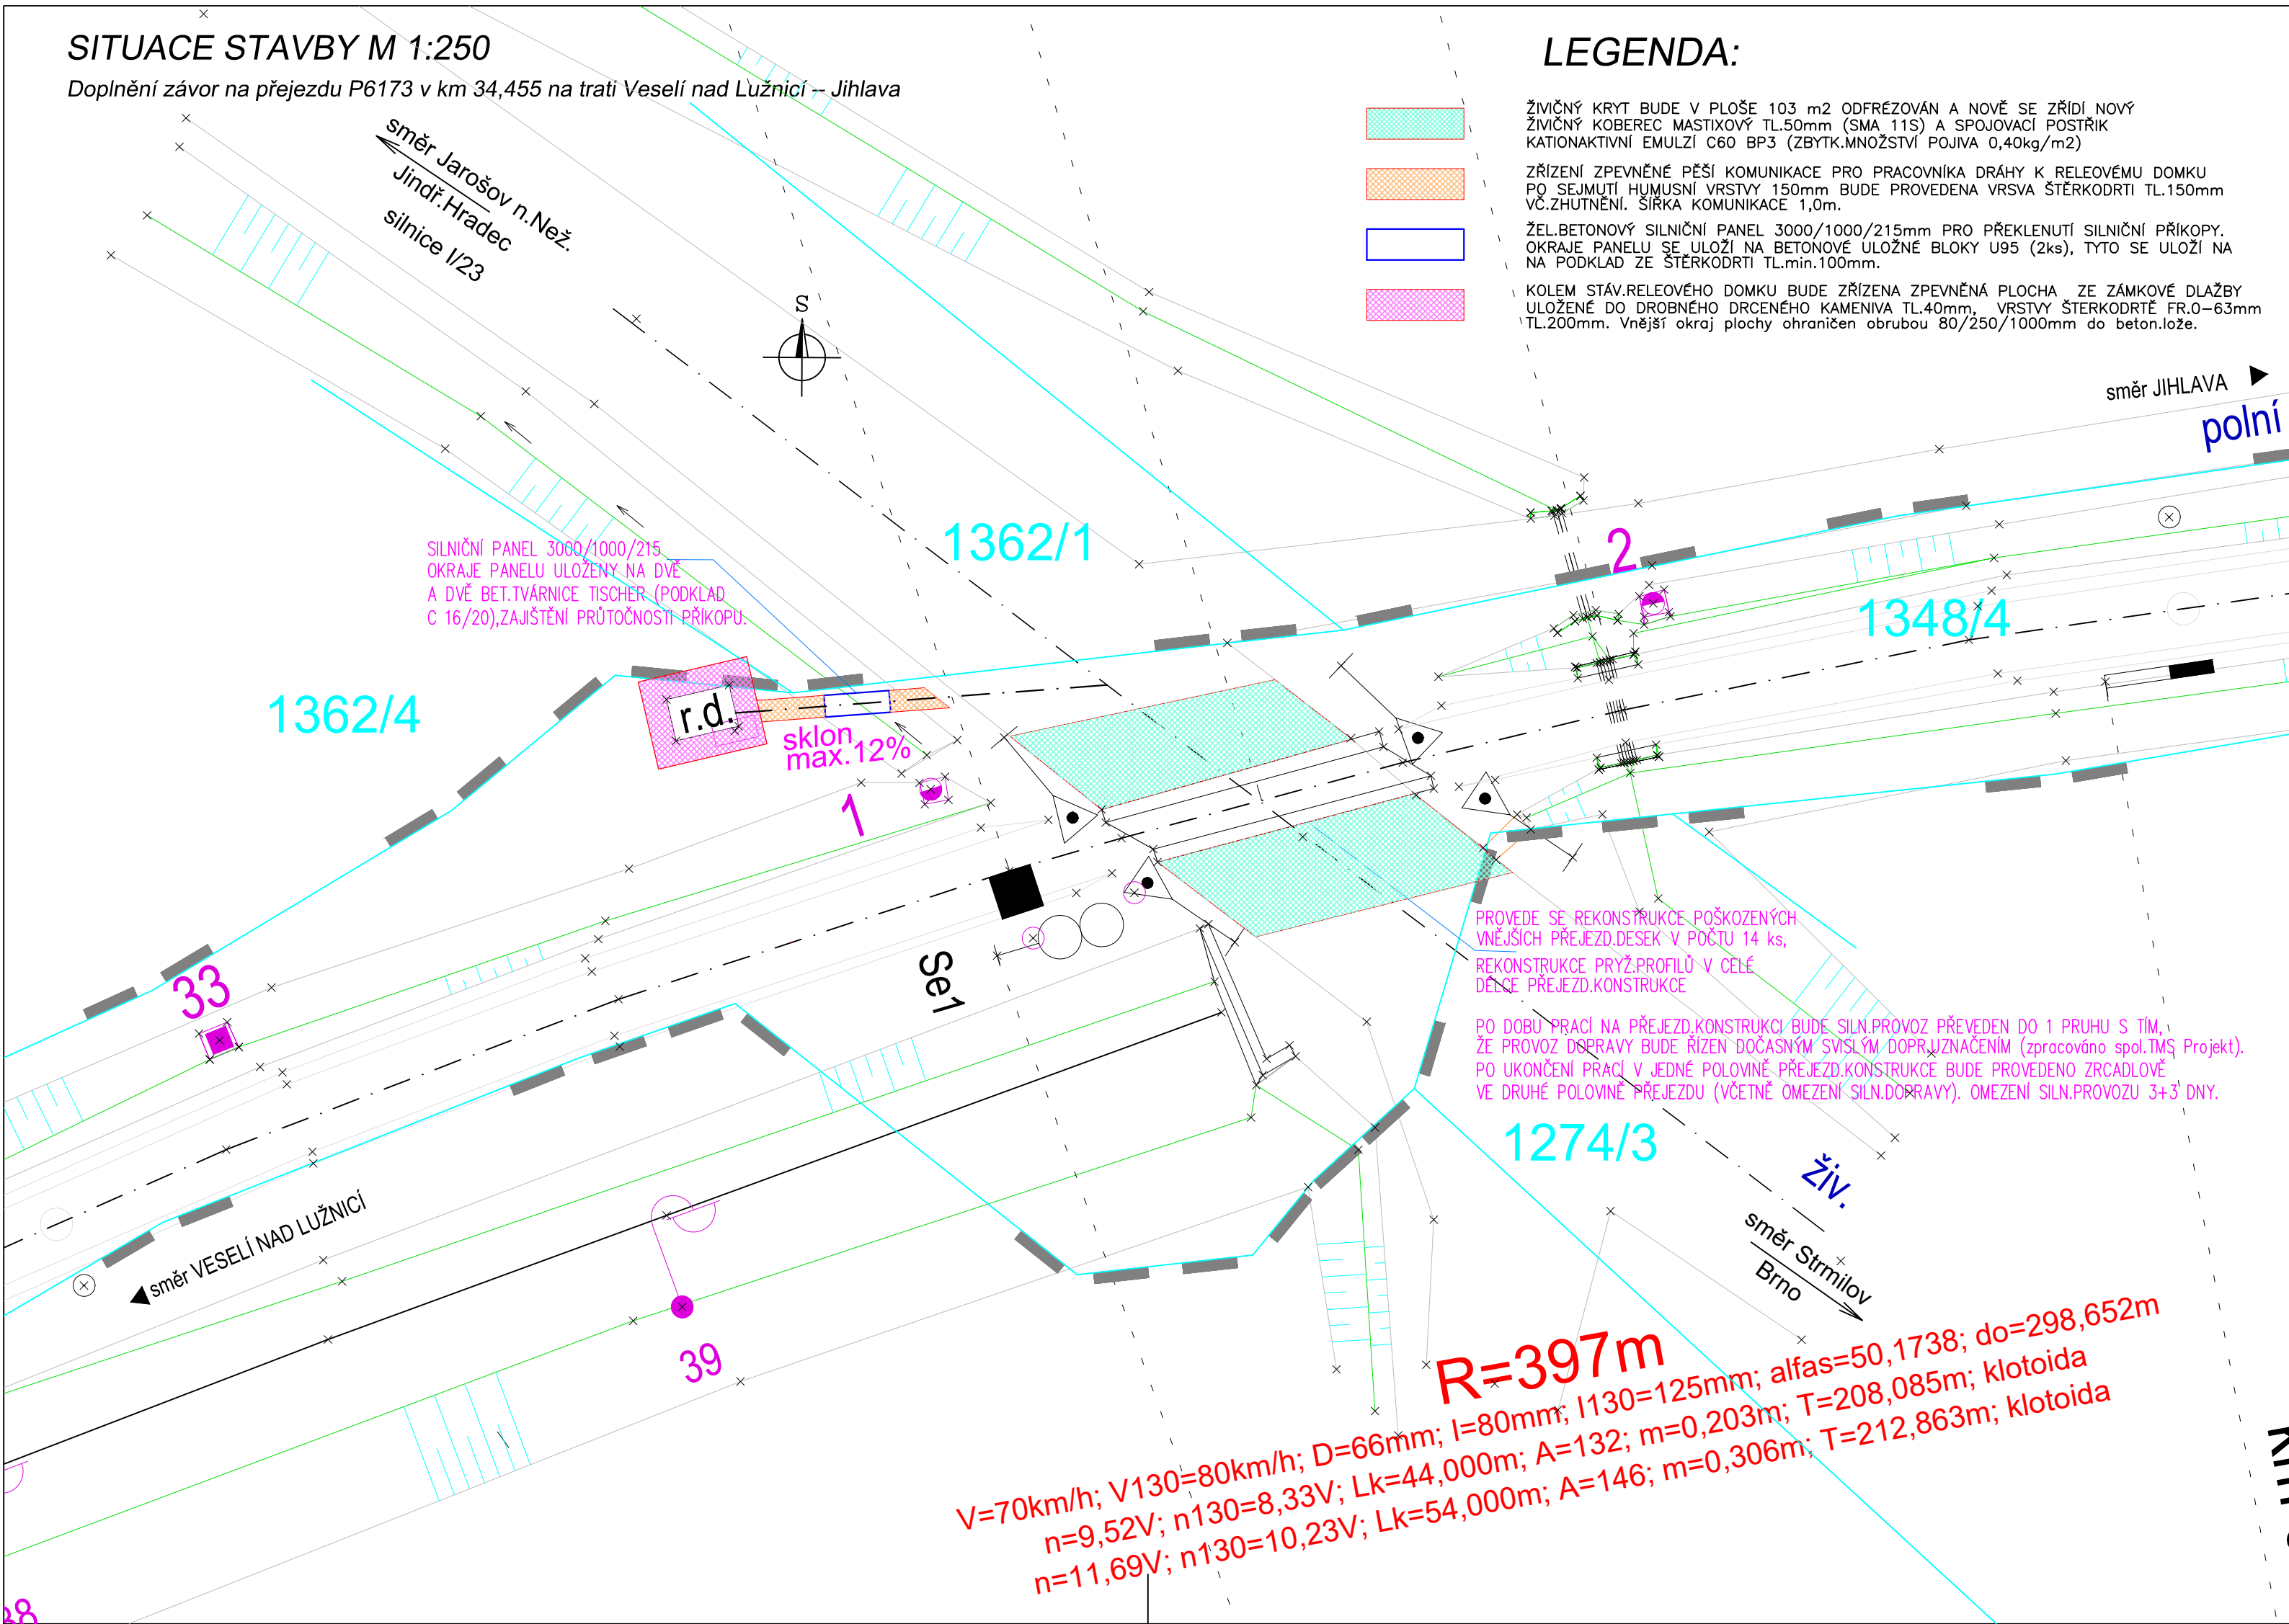 SITUACE STAVBY M 1:250
Doplnění závor na přejezdu P6173 v km 34,455 na trati Veselí nad Lužnicí – Jihlava
LEGENDA:
ŽIVIČNÝ KRYT BUDE V PLOŠE 103 m2 ODFRÉZOVÁN A NOVĚ SE ZŘÍDÍ NOVÝ
ŽIVIČNÝ KOBEREC MASTIXOVÝ TL.50mm (SMA 11S) A SPOJOVACÍ POSTŘIK
KATIONAKTIVNÍ EMULZÍ C60 BP3 (ZBYTK.MNOŽSTVÍ POJIVA 0,40kg/m2)
ZŘÍZENÍ ZPEVNĚNÉ PĚŠÍ KOMUNIKACE PRO PRACOVNÍKA DRÁHY K RELEOVÉMU DOMKU
PO SEJMUTÍ HUMUSNÍ VRSTVY 150mm BUDE PROVEDENA VRSVA ŠTĚRKODRTI TL.150mm
VČ.ZHUTNĚNÍ. ŠÍŘKA KOMUNIKACE 1,0m.
ŽEL.BETONOVÝ SILNIČNÍ PANEL 3000/1000/215mm PRO PŘEKLENUTÍ SILNIČNÍ PŘÍKOPY.
OKRAJE PANELU SE ULOŽÍ NA BETONOVÉ ULOŽNÉ BLOKY U95 (2ks), TYTO SE ULOŽÍ NA
NA PODKLAD ZE ŠTĚRKODRTI TL.min.100mm.
KOLEM STÁV.RELEOVÉHO DOMKU BUDE ZŘÍZENA ZPEVNĚNÁ PLOCHA ZE ZÁMKOVÉ DLAŽBY
ULOŽENÉ DO DROBNÉHO DRCENÉHO KAMENIVA TL.40mm, VRSTVY ŠTERKODRTĚ FR.0–63mm
TL.200mm. Vnější okraj plochy ohraničen obrubou 80/250/1000mm do beton.lože.
směr Jarošov n.Než.
Jindř.Hradec
silnice I/23
S
směr JIHLAVA
polní
1362/1
2
SILNIČNÍ PANEL 3000/1000/215
OKRAJE PANELU ULOŽENY NA DVĚ
A DVĚ BET.TVÁRNICE TISCHER (PODKLAD
C 16/20),ZAJIŠTĚNÍ PRŮTOČNOSTI PŘÍKOPU.
1348/4
1362/4
r.d.
sklon
max.12%
1
33
Se1
PROVEDE SE REKONSTRUKCE POŠKOZENÝCH
VNĚJŠÍCH PŘEJEZD.DESEK V POČTU 14 ks,
REKONSTRUKCE PRYŽ.PROFILŮ V CELÉ
DÉLCE PŘEJEZD.KONSTRUKCE
PO DOBU PRACÍ NA PŘEJEZD.KONSTRUKCI BUDE SILN.PROVOZ PŘEVEDEN DO 1 PRUHU S TÍM,
ŽE PROVOZ DOPRAVY BUDE ŘÍZEN DOČASNÝM SVISLÝM DOPR.UZNAČENÍM (zpracováno spol.TMS Projekt).
PO UKONČENÍ PRACÍ V JEDNÉ POLOVINĚ PŘEJEZD.KONSTRUKCE BUDE PROVEDENO ZRCADLOVĚ
VE DRUHÉ POLOVINĚ PŘEJEZDU (VČETNĚ OMEZENÍ SILN.DOPRAVY). OMEZENÍ SILN.PROVOZU 3+3 DNY.
1274/3
živ.
směr VESELÍ NAD LUŽNICÍ
směr Strmilov
Brno
39
R=397m
V=70km/h; V130=80km/h; D=66mm; I=80mm; I130=125mm; alfas=50,1738; do=298,652m
n=9,52V; n130=8,33V; Lk=44,000m; A=132; m=0,203m; T=208,085m; klotoida
n=11,69V; n130=10,23V; Lk=54,000m; A=146; m=0,306m; T=212,863m; klotoida
38